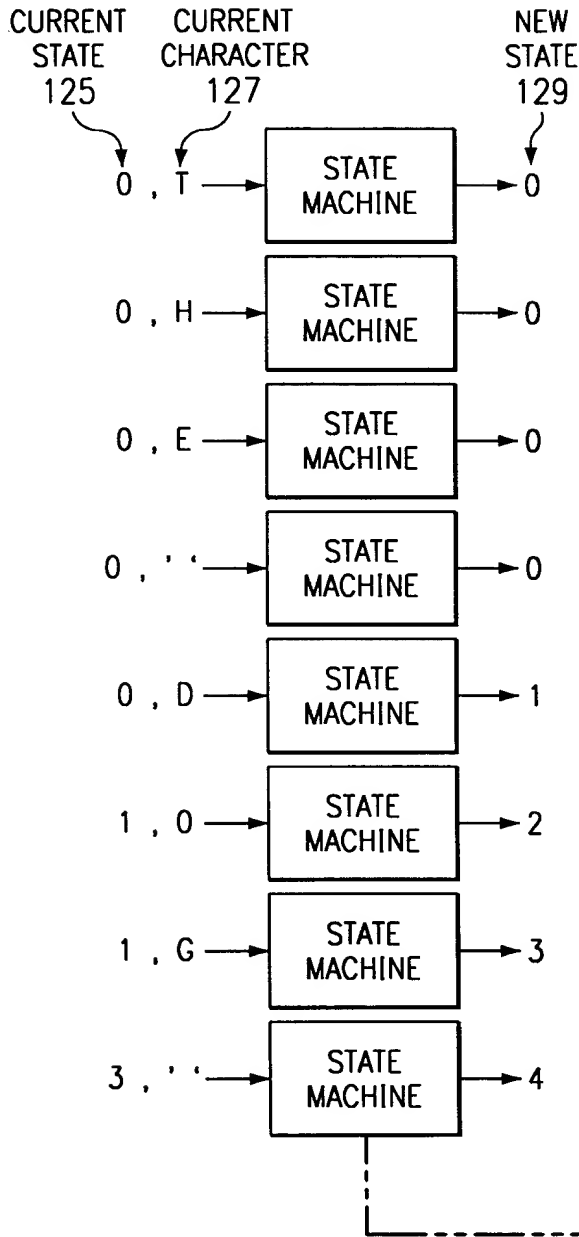 CURRENT STATE 125
CURRENT CHARACTER 127
NEW STATE 129
0 , T STATE MACHINE 0
0 , H STATE MACHINE 0
0 , E STATE MACHINE 0
0 , ' ‘ STATE MACHINE 0
0 , D STATE MACHINE 1
1 , O STATE MACHINE 2
1 , G STATE MACHINE 3
3 , ' ‘ STATE MACHINE 4